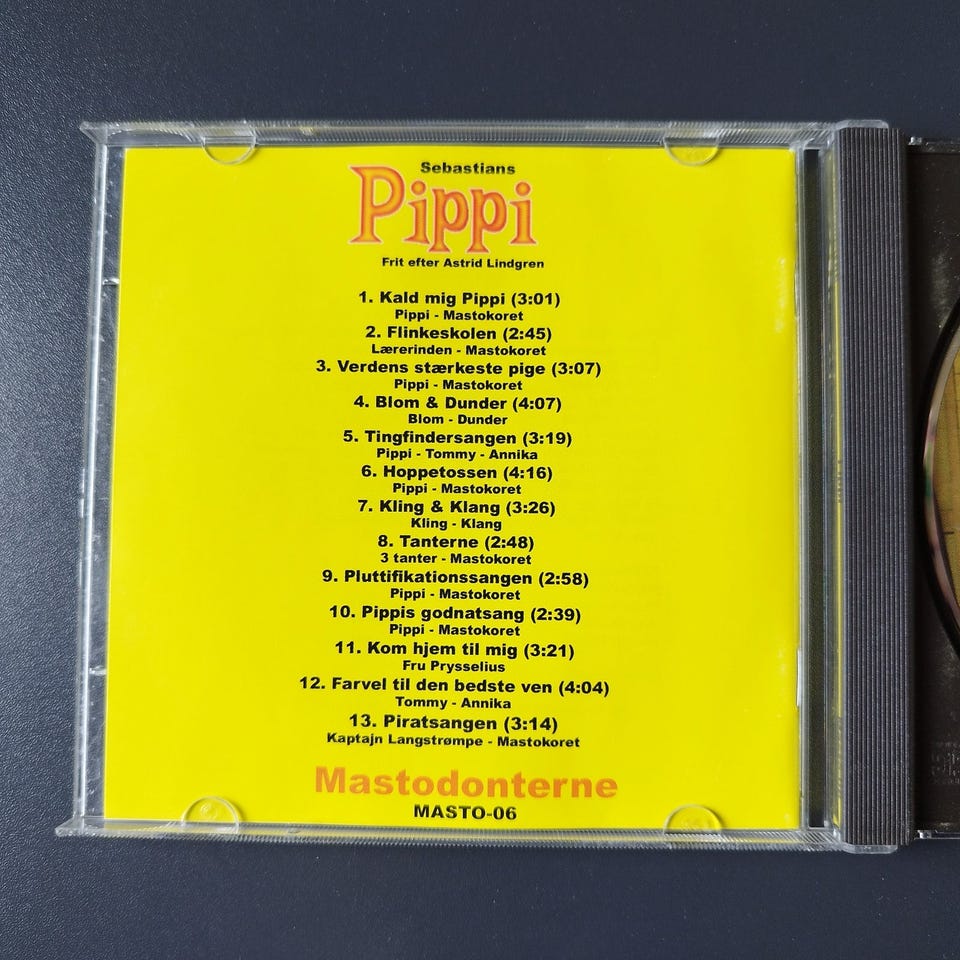 Sebastians
Pippi
Frit efter Astrid Lindgren
1. Kald mig Pippi (3:01)
Pippi - Mastokoret
2. Flinkeskolen (2:45)
Lærerinden - Mastokoret
3. Verdens stærkeste pige (3:07)
Pippi - Mastokoret
4. Blom & Dunder (4:07)
Blom - Dunder
5. Tingfindersangen (3:19)
Pippi - Tommy - Annika
6. Hoppetossen (4:16)
Pippi - Mastokoret
7. Kling & Klang (3:26)
Kling - Klang
8. Tanterne (2:48)
3 tanter - Mastokoret
9. Pluttifikationssangen (2:58)
Pippi - Mastokoret
10. Pippis godnatsang (2:39)
Pippi - Mastokoret
11. Kom hjem til mig (3:21)
Fru Prysselius
12. Farvel til den bedste ven (4:04)
Tommy - Annika
13. Piratsangen (3:14)
Kaptajn Langstrømpe - Mastokoret
Mastodonterne
MASTO-06